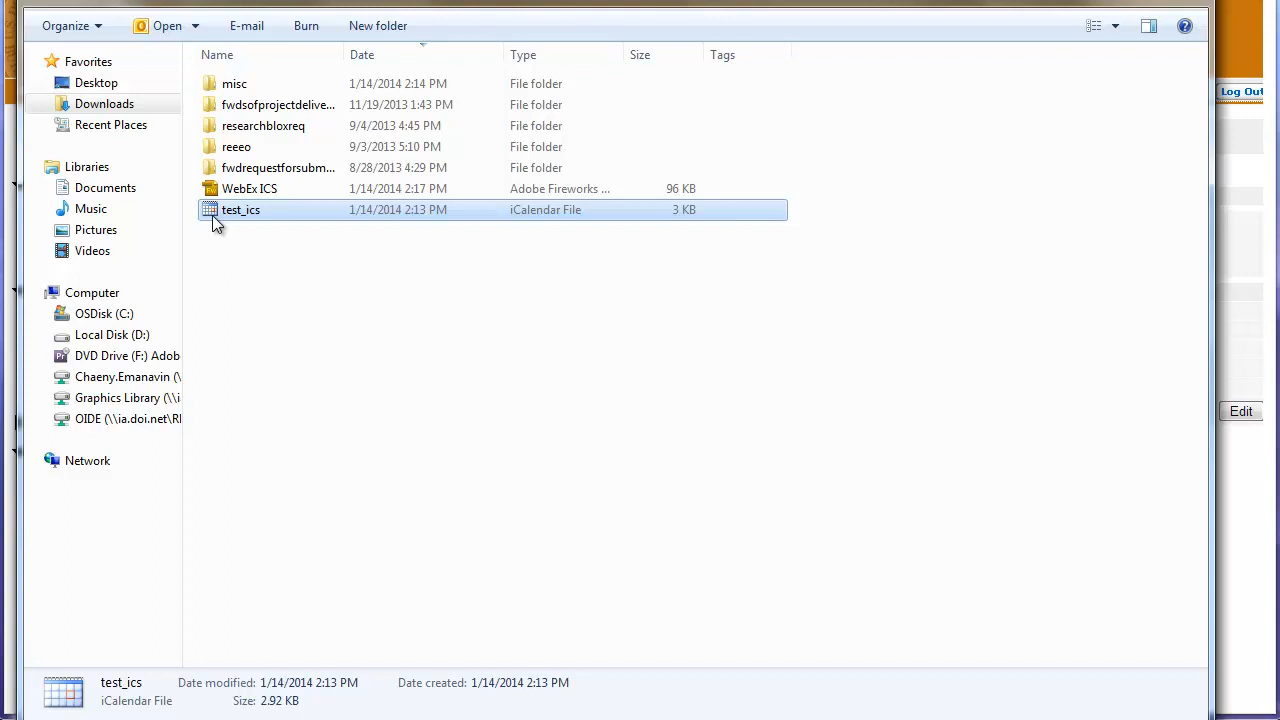 Organize Open E-mail Burn New folder
Name Date Type Size Tags
Favorites
Desktop
Downloads
Recent Places
Libraries
Documents
Music
Pictures
Videos
Computer
OSDisk (C:)
Local Disk (D:)
DVD Drive (F:) Adob
Chaeny.Emanavin (\
Graphics Library (\\i
OIDE (\\ia.doi.net\RI
Network
misc 1/14/2014 2:14 PM File folder
fwdsofprojectdelive... 11/19/2013 1:43 PM File folder
researchbloxreq 9/4/2013 4:45 PM File folder
reeeo 9/3/2013 5:10 PM File folder
fwdrequestforsubm... 8/28/2013 4:29 PM File folder
WebEx ICS 1/14/2014 2:17 PM Adobe Fireworks ... 96 KB
test_ics 1/14/2014 2:13 PM iCalendar File 3 KB
Log Out
Edit
test_ics Date modified: 1/14/2014 2:13 PM Date created: 1/14/2014 2:13 PM
iCalendar File Size: 2.92 KB